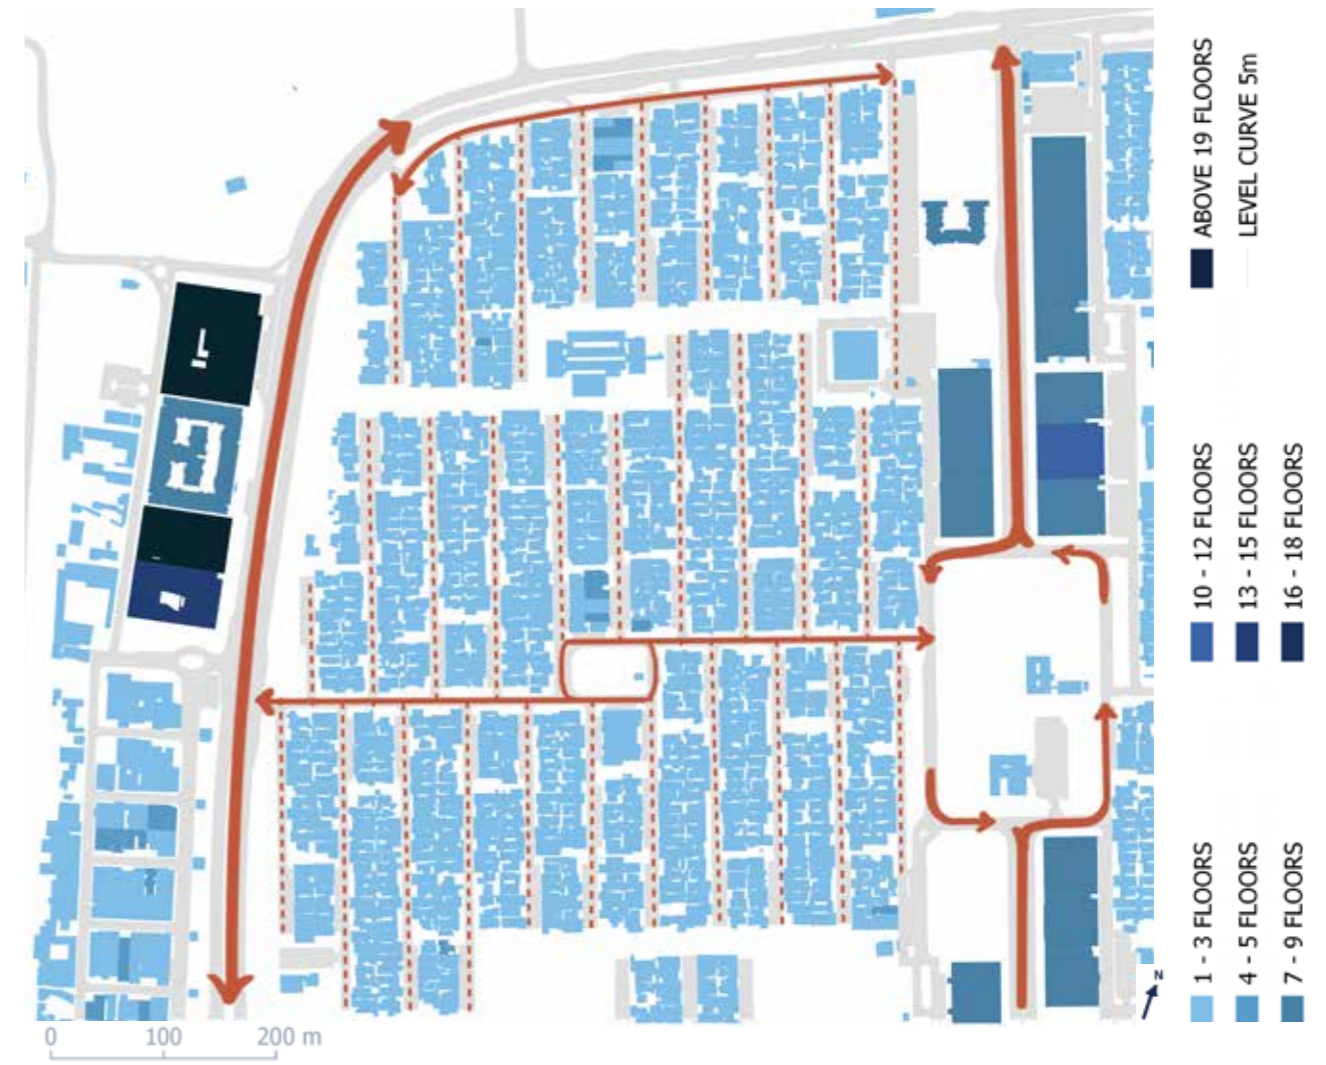 ABOVE 19 FLOORS
LEVEL CURVE 5m
10 - 12 FLOORS
13 - 15 FLOORS
16 - 18 FLOORS
1 - 3 FLOORS
4 - 5 FLOORS
7 - 9 FLOORS
N
0 100 200 m